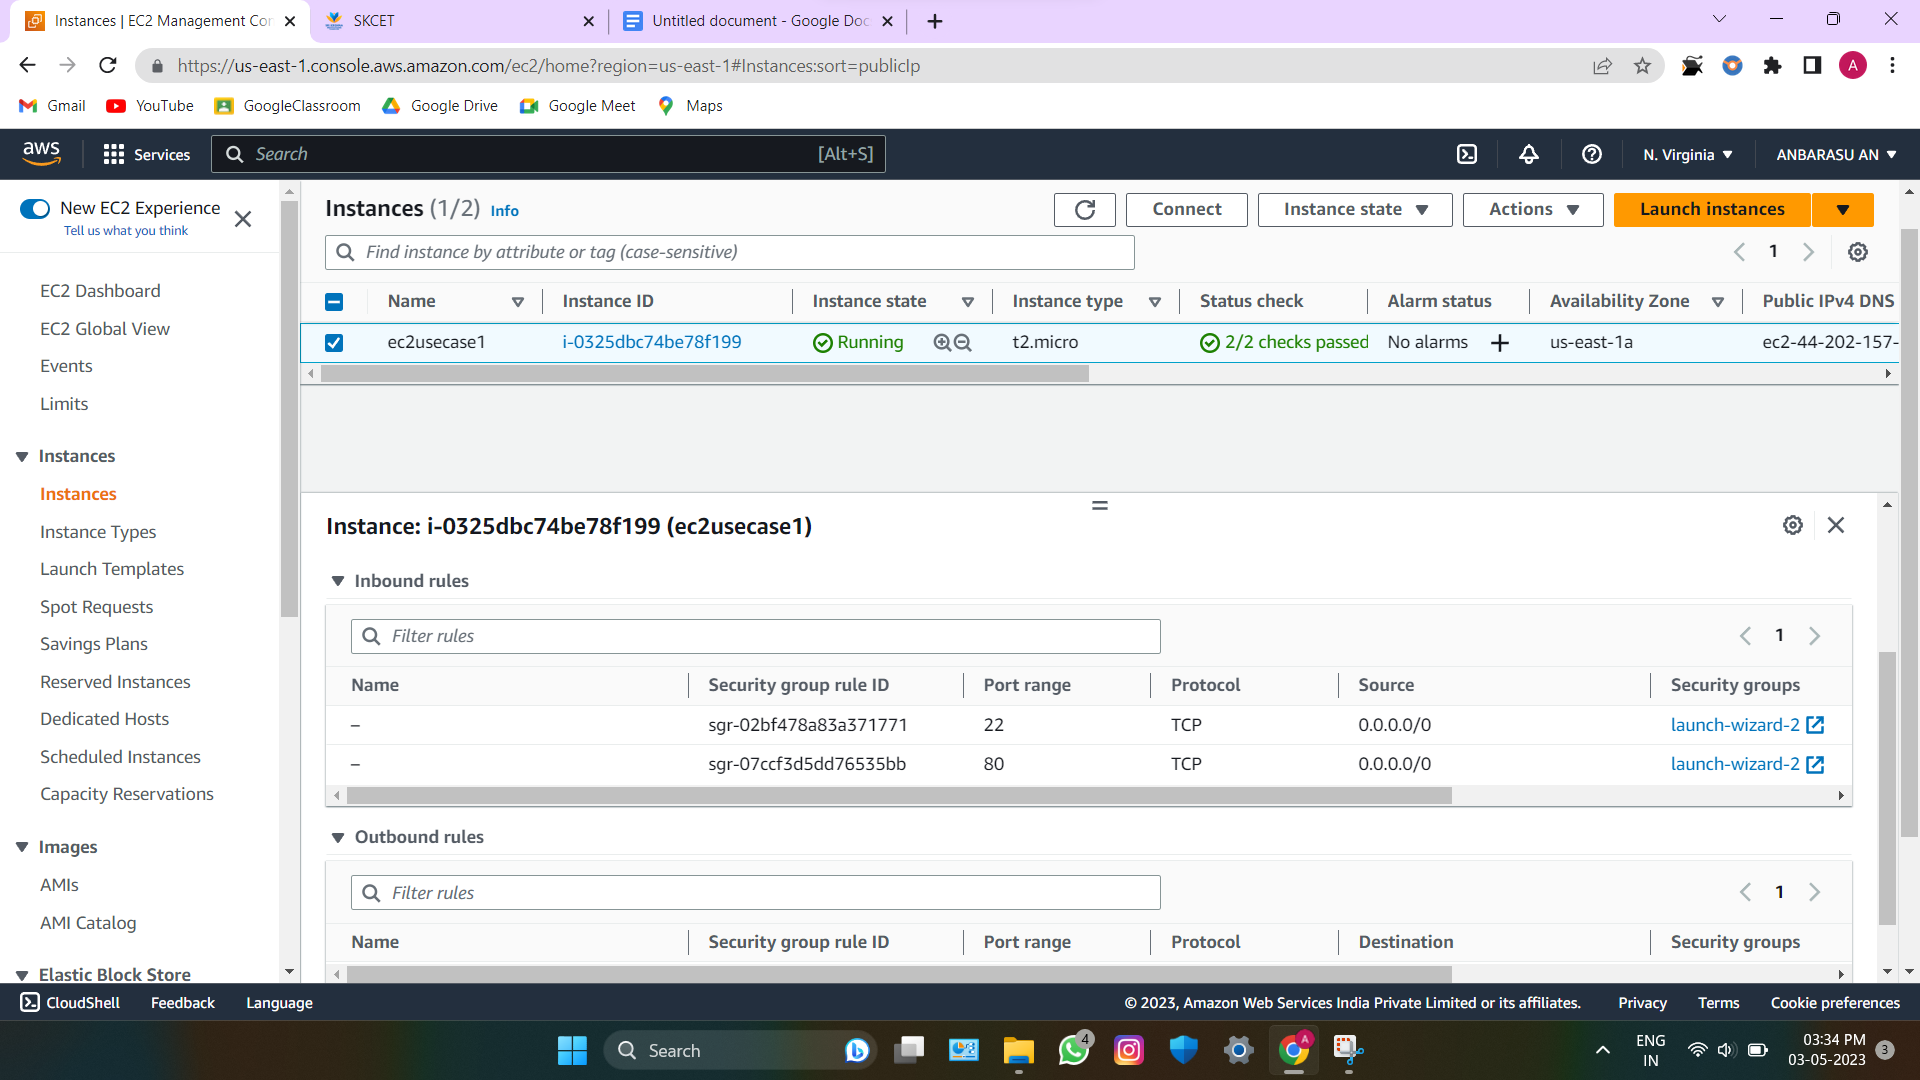 Instances | EC2 Management Con
SKCET
Untitled document - Google Doc
https://us-east-1.console.aws.amazon.com/ec2/home?region=us-east-1#Instances:sort=publicIp
A
Gmail
YouTube
GoogleClassroom
Google Drive
Google Meet
Maps
aws
Services
Search
[Alt+S]
N. Virginia
ANBARASU AN
New EC2 Experience
Tell us what you think
EC2 Dashboard
EC2 Global View
Events
Limits
Instances
Instances
Instance Types
Launch Templates
Spot Requests
Savings Plans
Reserved Instances
Dedicated Hosts
Scheduled Instances
Capacity Reservations
Images
AMIs
AMI Catalog
Elastic Block Store
Instances (1/2) Info
Connect
Instance state
Actions
Launch instances
Find instance by attribute or tag (case-sensitive)
1
Name Instance ID Instance state Instance type Status check Alarm status Availability Zone Public IPv4 DNS
ec2usecase1 i-0325dbc74be78f199 Running t2.micro 2/2 checks passed No alarms + us-east-1a ec2-44-202-157-
Instance: i-0325dbc74be78f199 (ec2usecase1)
Inbound rules
Filter rules
1
Name Security group rule ID Port range Protocol Source Security groups
– sgr-02bf478a83a371771 22 TCP 0.0.0.0/0 launch-wizard-2
– sgr-07ccf3d5dd76535bb 80 TCP 0.0.0.0/0 launch-wizard-2
Outbound rules
Filter rules
1
Name Security group rule ID Port range Protocol Destination Security groups
CloudShell
Feedback
Language
© 2023, Amazon Web Services India Private Limited or its affiliates.
Privacy
Terms
Cookie preferences
Search
4
A
ENG
IN
03:34 PM
03-05-2023
3